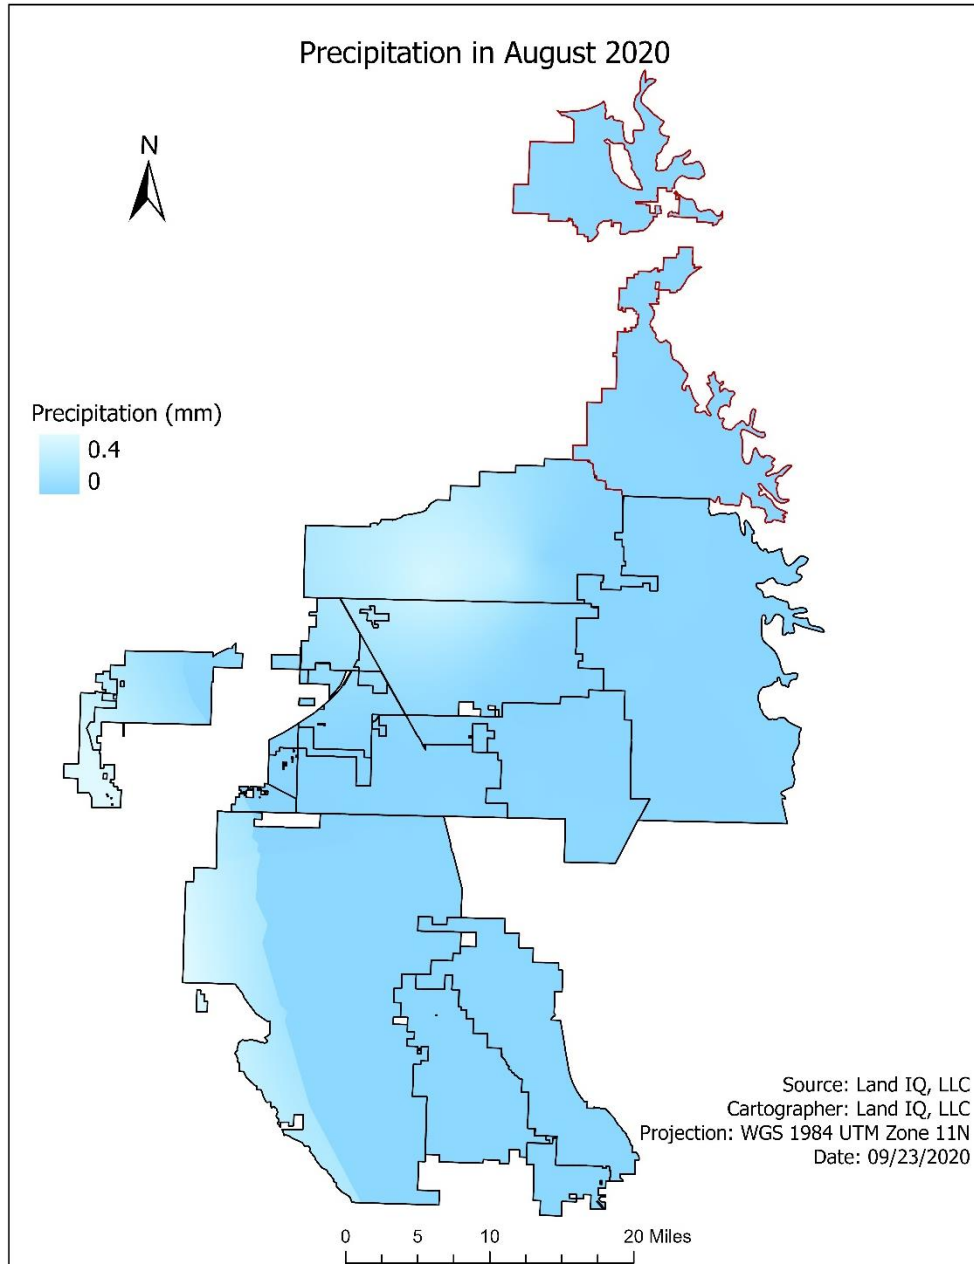 Precipitation in August 2020
N
Precipitation (mm)
0.4
0
Source: Land IQ, LLC
Cartographer: Land IQ, LLC
Projection: WGS 1984 UTM Zone 11N
Date: 09/23/2020
0 5 10 20 Miles